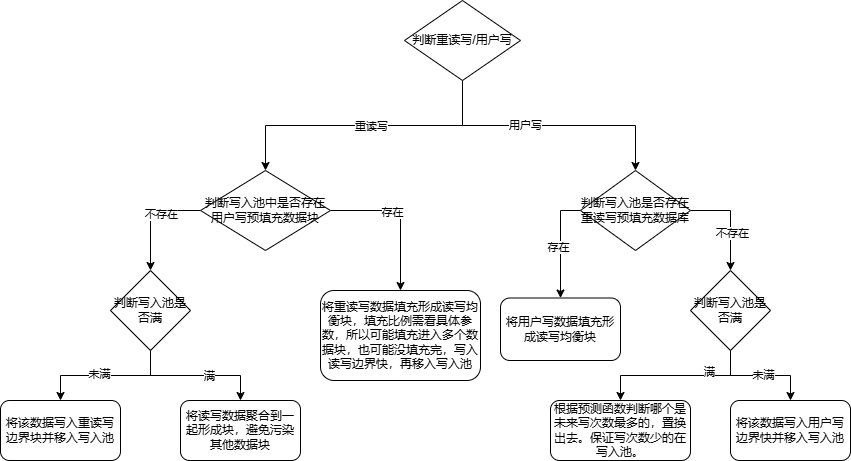 判断重读写/用户写
重读写
用户写
判断写入池中是否存在
用户写预填充数据块
判断写入池是否存在
重读写预填充数据库
不存在
存在
存在
不存在
判断写入池是
否满
将重读写数据填充形成读写均
衡块，填充比例需看具体参
数，所以可能填充进入多个数
据块，也可能没填充完，写入
读写边界快，再移入写入池
将用户写数据填充形
成读写均衡块
判断写入池是
否满
未满
满
满
未满
将该数据写入重读写
边界块并移入写入池
将读写数据聚合到一
起形成块，避免污染
其他数据块
根据预测函数判断哪个是
未来写次数最多的，置换
出去。保证写次数少的在
写入池。
将该数据写入用户写
边界快并移入写入池